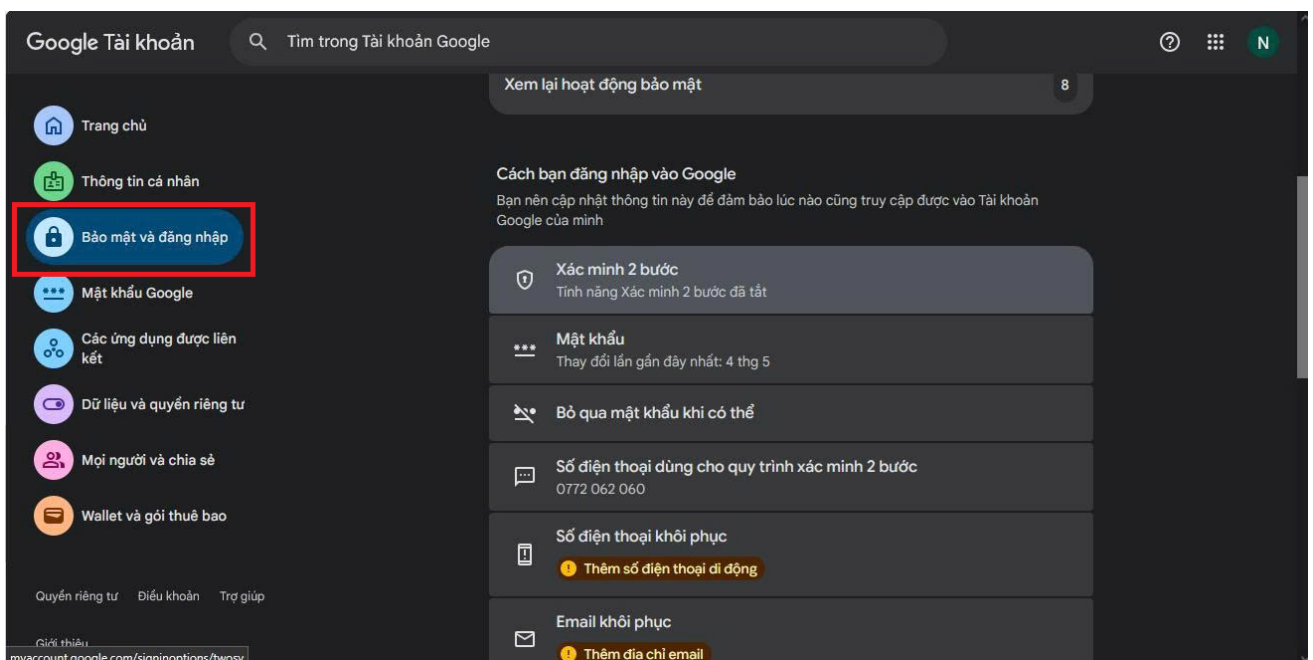 Google Tài khoản
Tìm trong Tài khoản Google
N
Xem lại hoạt động bảo mật
8
Trang chủ
Thông tin cá nhân
Bảo mật và đăng nhập
Mật khẩu Google
Các ứng dụng được liên
kết
Dữ liệu và quyền riêng tư
Mọi người và chia sẻ
Wallet và gói thuê bao
Quyền riêng tư Điều khoản Trợ giúp
Giới thiệu
myaccount.google.com/signinoptions/twosv
Cách bạn đăng nhập vào Google
Bạn nên cập nhật thông tin này để đảm bảo lúc nào cũng truy cập được vào Tài khoản
Google của mình
Xác minh 2 bước
Tính năng Xác minh 2 bước đã tắt
Mật khẩu
Thay đổi lần gần đây nhất: 4 thg 5
Bỏ qua mật khẩu khi có thể
Số điện thoại dùng cho quy trình xác minh 2 bước
0772 062 060
Số điện thoại khôi phục
Thêm số điện thoại di động
Email khôi phục
Thêm địa chỉ email